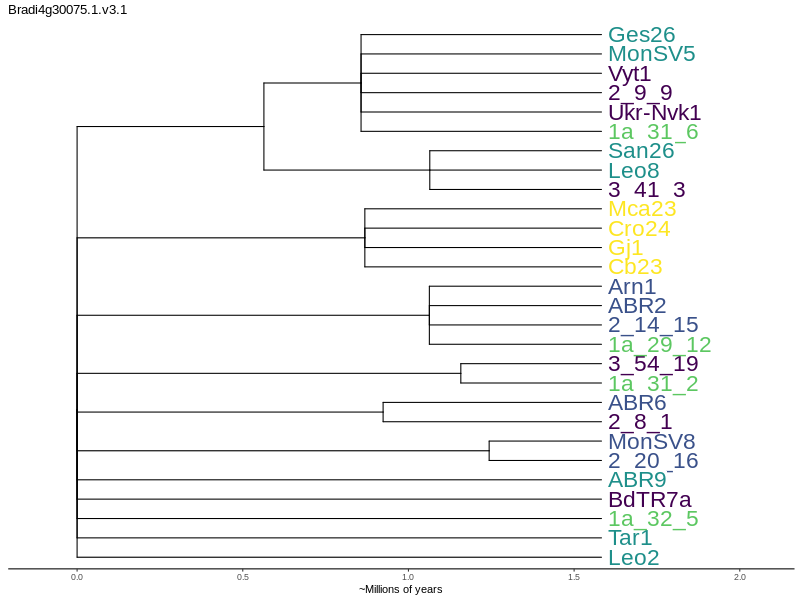 Bradi4g30075.1.v3.1
Ges26
MonSV5
Vyt1
2_9_9
Ukr-Nvk1
1a_31_6
San26
Leo8
3_41_3
Mca23
Cro24
Gj1
Cb23
Arn1
ABR2
2_14_15
1a_29_12
3_54_19
1a_31_2
ABR6
2_8_1
MonSV8
2_20_16
ABR9
BdTR7a
1a_32_5
Tar1
Leo2
0.0 0.5 1.0 1.5 2.0
~Millions of years